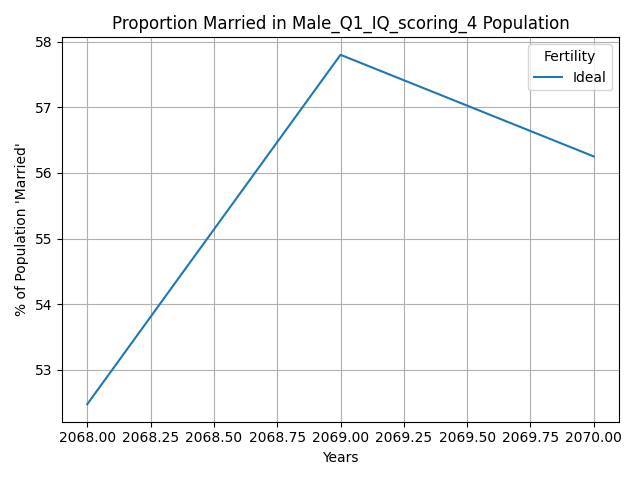 Proportion Married in Male_Q1_IQ_scoring_4 Population
Fertility
Ideal
% of Population 'Married'
58
57
56
55
54
53
2068.00 2068.25 2068.50 2068.75 2069.00 2069.25 2069.50 2069.75 2070.00
Years